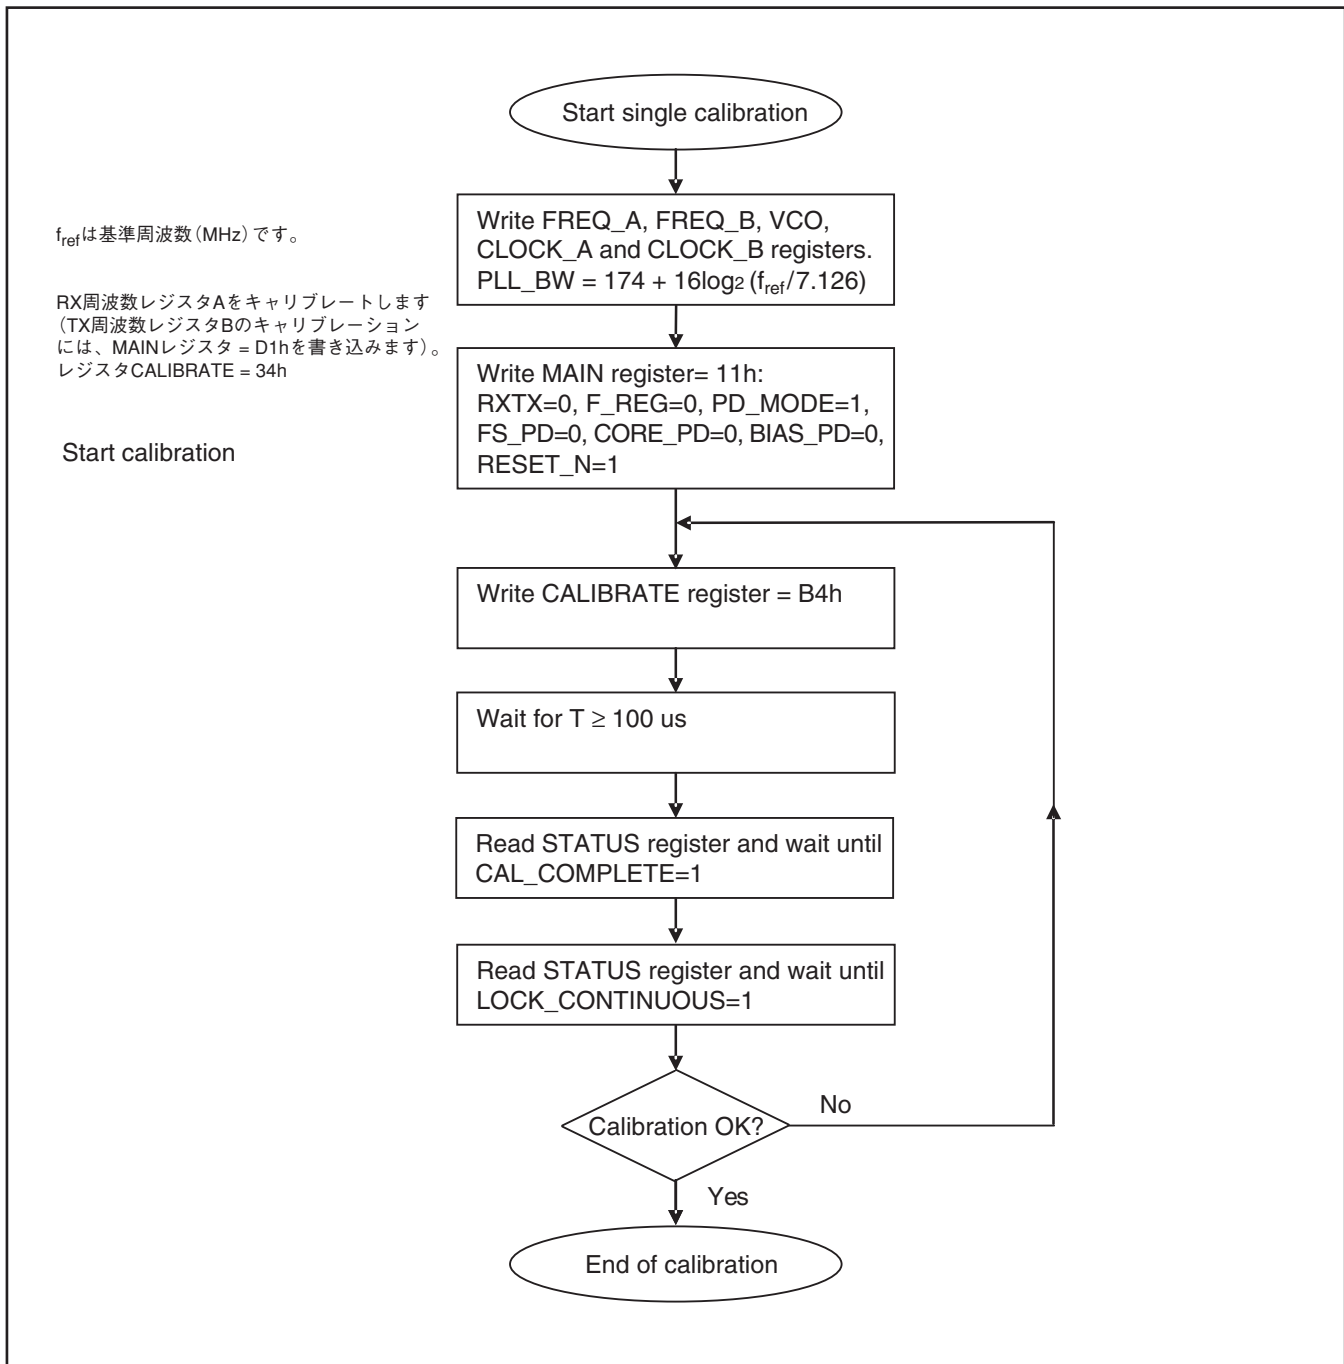 Start single calibration
Write FREQ_A, FREQ_B, VCO,
CLOCK_A and CLOCK_B registers.
PLL_BW = 174 + 16log2 (fref/7.126)
frefは基準周波数(MHz)です。
RX周波数レジスタAをキャリブレートします
(TX周波数レジスタBのキャリブレーション
には、MAINレジスタ = D1hを書き込みます)。
レジスタCALIBRATE = 34h
Write MAIN register= 11h:
RXTX=0, F_REG=0, PD_MODE=1,
FS_PD=0, CORE_PD=0, BIAS_PD=0,
RESET_N=1
Start calibration
Write CALIBRATE register = B4h
Wait for T ≥ 100 us
Read STATUS register and wait until
CAL_COMPLETE=1
Read STATUS register and wait until
LOCK_CONTINUOUS=1
Calibration OK?
No
Yes
End of calibration